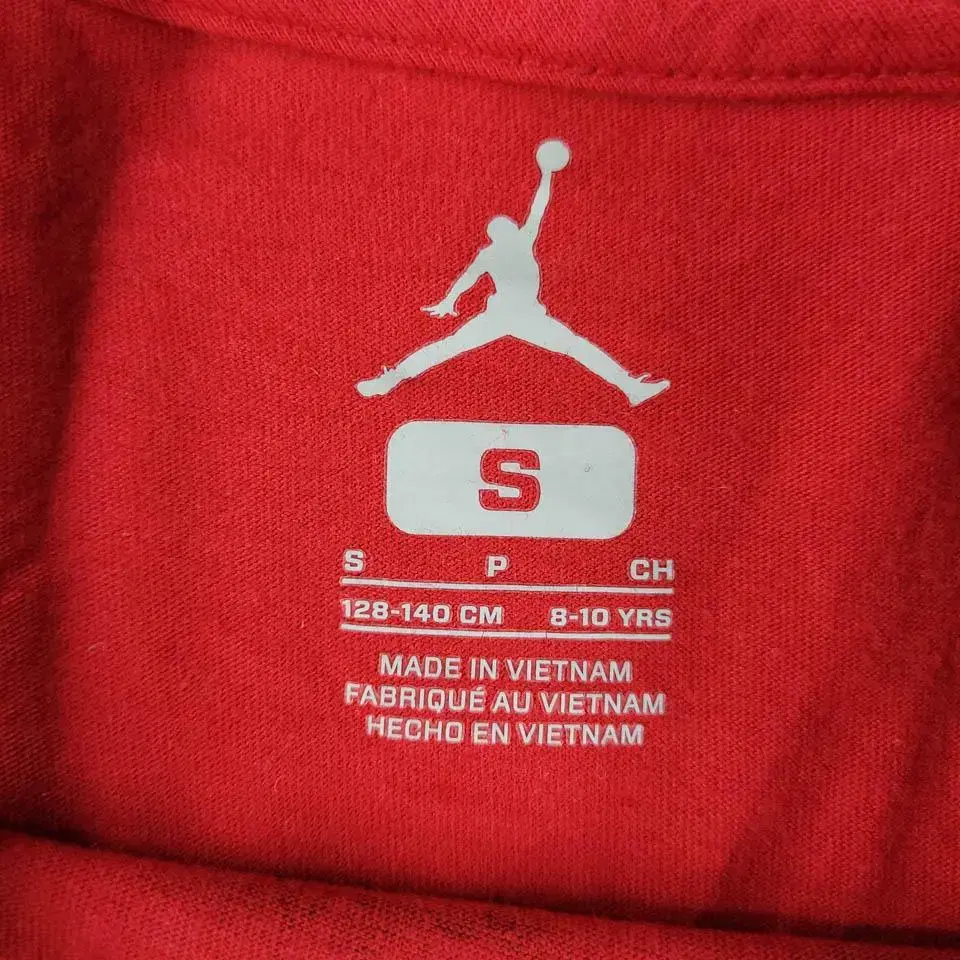 S
S P CH
128-140 CM 8-10 YRS
MADE IN VIETNAM
FABRIQUÉ AU VIETNAM
HECHO EN VIETNAM